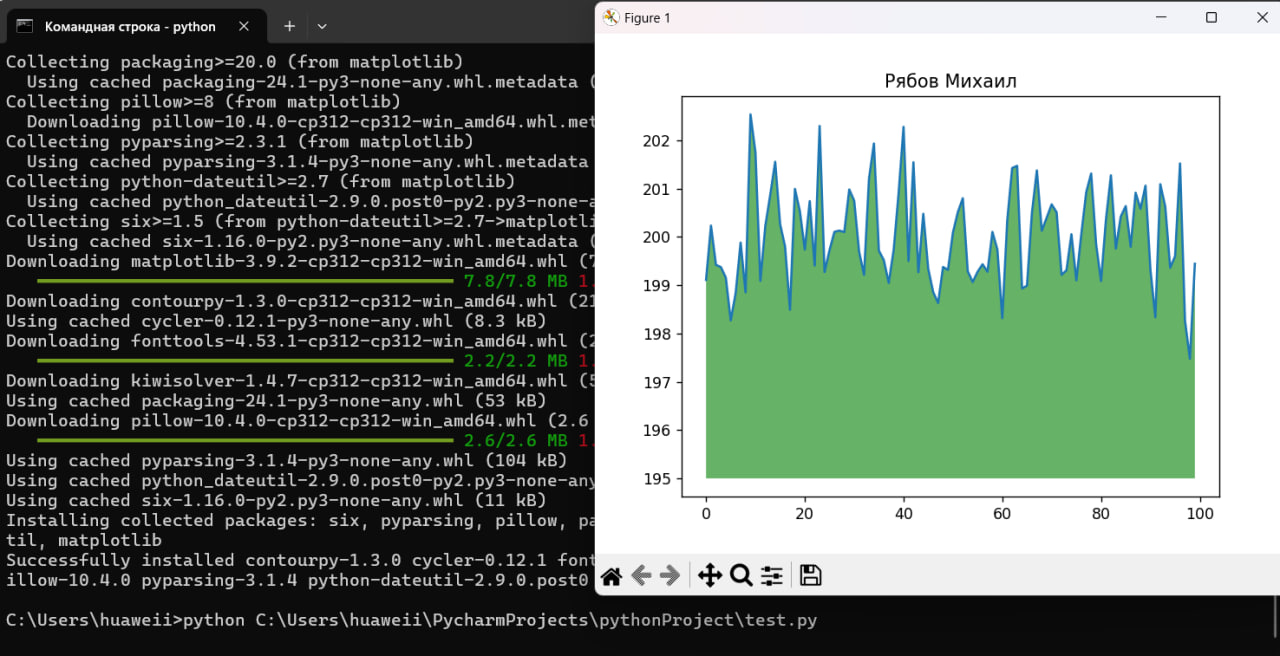 Командная строка - python
Collecting packaging>=20.0 (from matplotlib)
Using cached packaging-24.1-py3-none-any.whl.metadata (
Collecting pillow>=8 (from matplotlib)
Downloading pillow-10.4.0-cp312-cp312-win_amd64.whl.met
Collecting pyparsing>=2.3.1 (from matplotlib)
Using cached pyparsing-3.1.4-py3-none-any.whl.metadata
Collecting python-dateutil>=2.7 (from matplotlib)
Using cached python_dateutil-2.9.0.post0-py2.py3-none-a
Collecting six>=1.5 (from python-dateutil>=2.7->matplotli
Using cached six-1.16.0-py2.py3-none-any.whl.metadata (
Downloading matplotlib-3.9.2-cp312-cp312-win_amd64.whl (7
7.8/7.8 MB 1.
Downloading contourpy-1.3.0-cp312-cp312-win_amd64.whl (21
Using cached cycler-0.12.1-py3-none-any.whl (8.3 kB)
Downloading fonttools-4.53.1-cp312-cp312-win_amd64.whl (2
2.2/2.2 MB 1.
Downloading kiwisolver-1.4.7-cp312-cp312-win_amd64.whl (5
Using cached packaging-24.1-py3-none-any.whl (53 kB)
Downloading pillow-10.4.0-cp312-cp312-win_amd64.whl (2.6
2.6/2.6 MB 1.
Using cached pyparsing-3.1.4-py3-none-any.whl (104 kB)
Using cached python_dateutil-2.9.0.post0-py2.py3-none-any
Using cached six-1.16.0-py2.py3-none-any.whl (11 kB)
Installing collected packages: six, pyparsing, pillow, pa
til, matplotlib
Successfully installed contourpy-1.3.0 cycler-0.12.1 font
illow-10.4.0 pyparsing-3.1.4 python-dateutil-2.9.0.post0
C:\Users\huaweii>python C:\Users\huaweii\PycharmProjects\pythonProject\test.py
Figure 1
Рябов Михаил
202
201
200
199
198
197
196
195
0 20 40 60 80 100